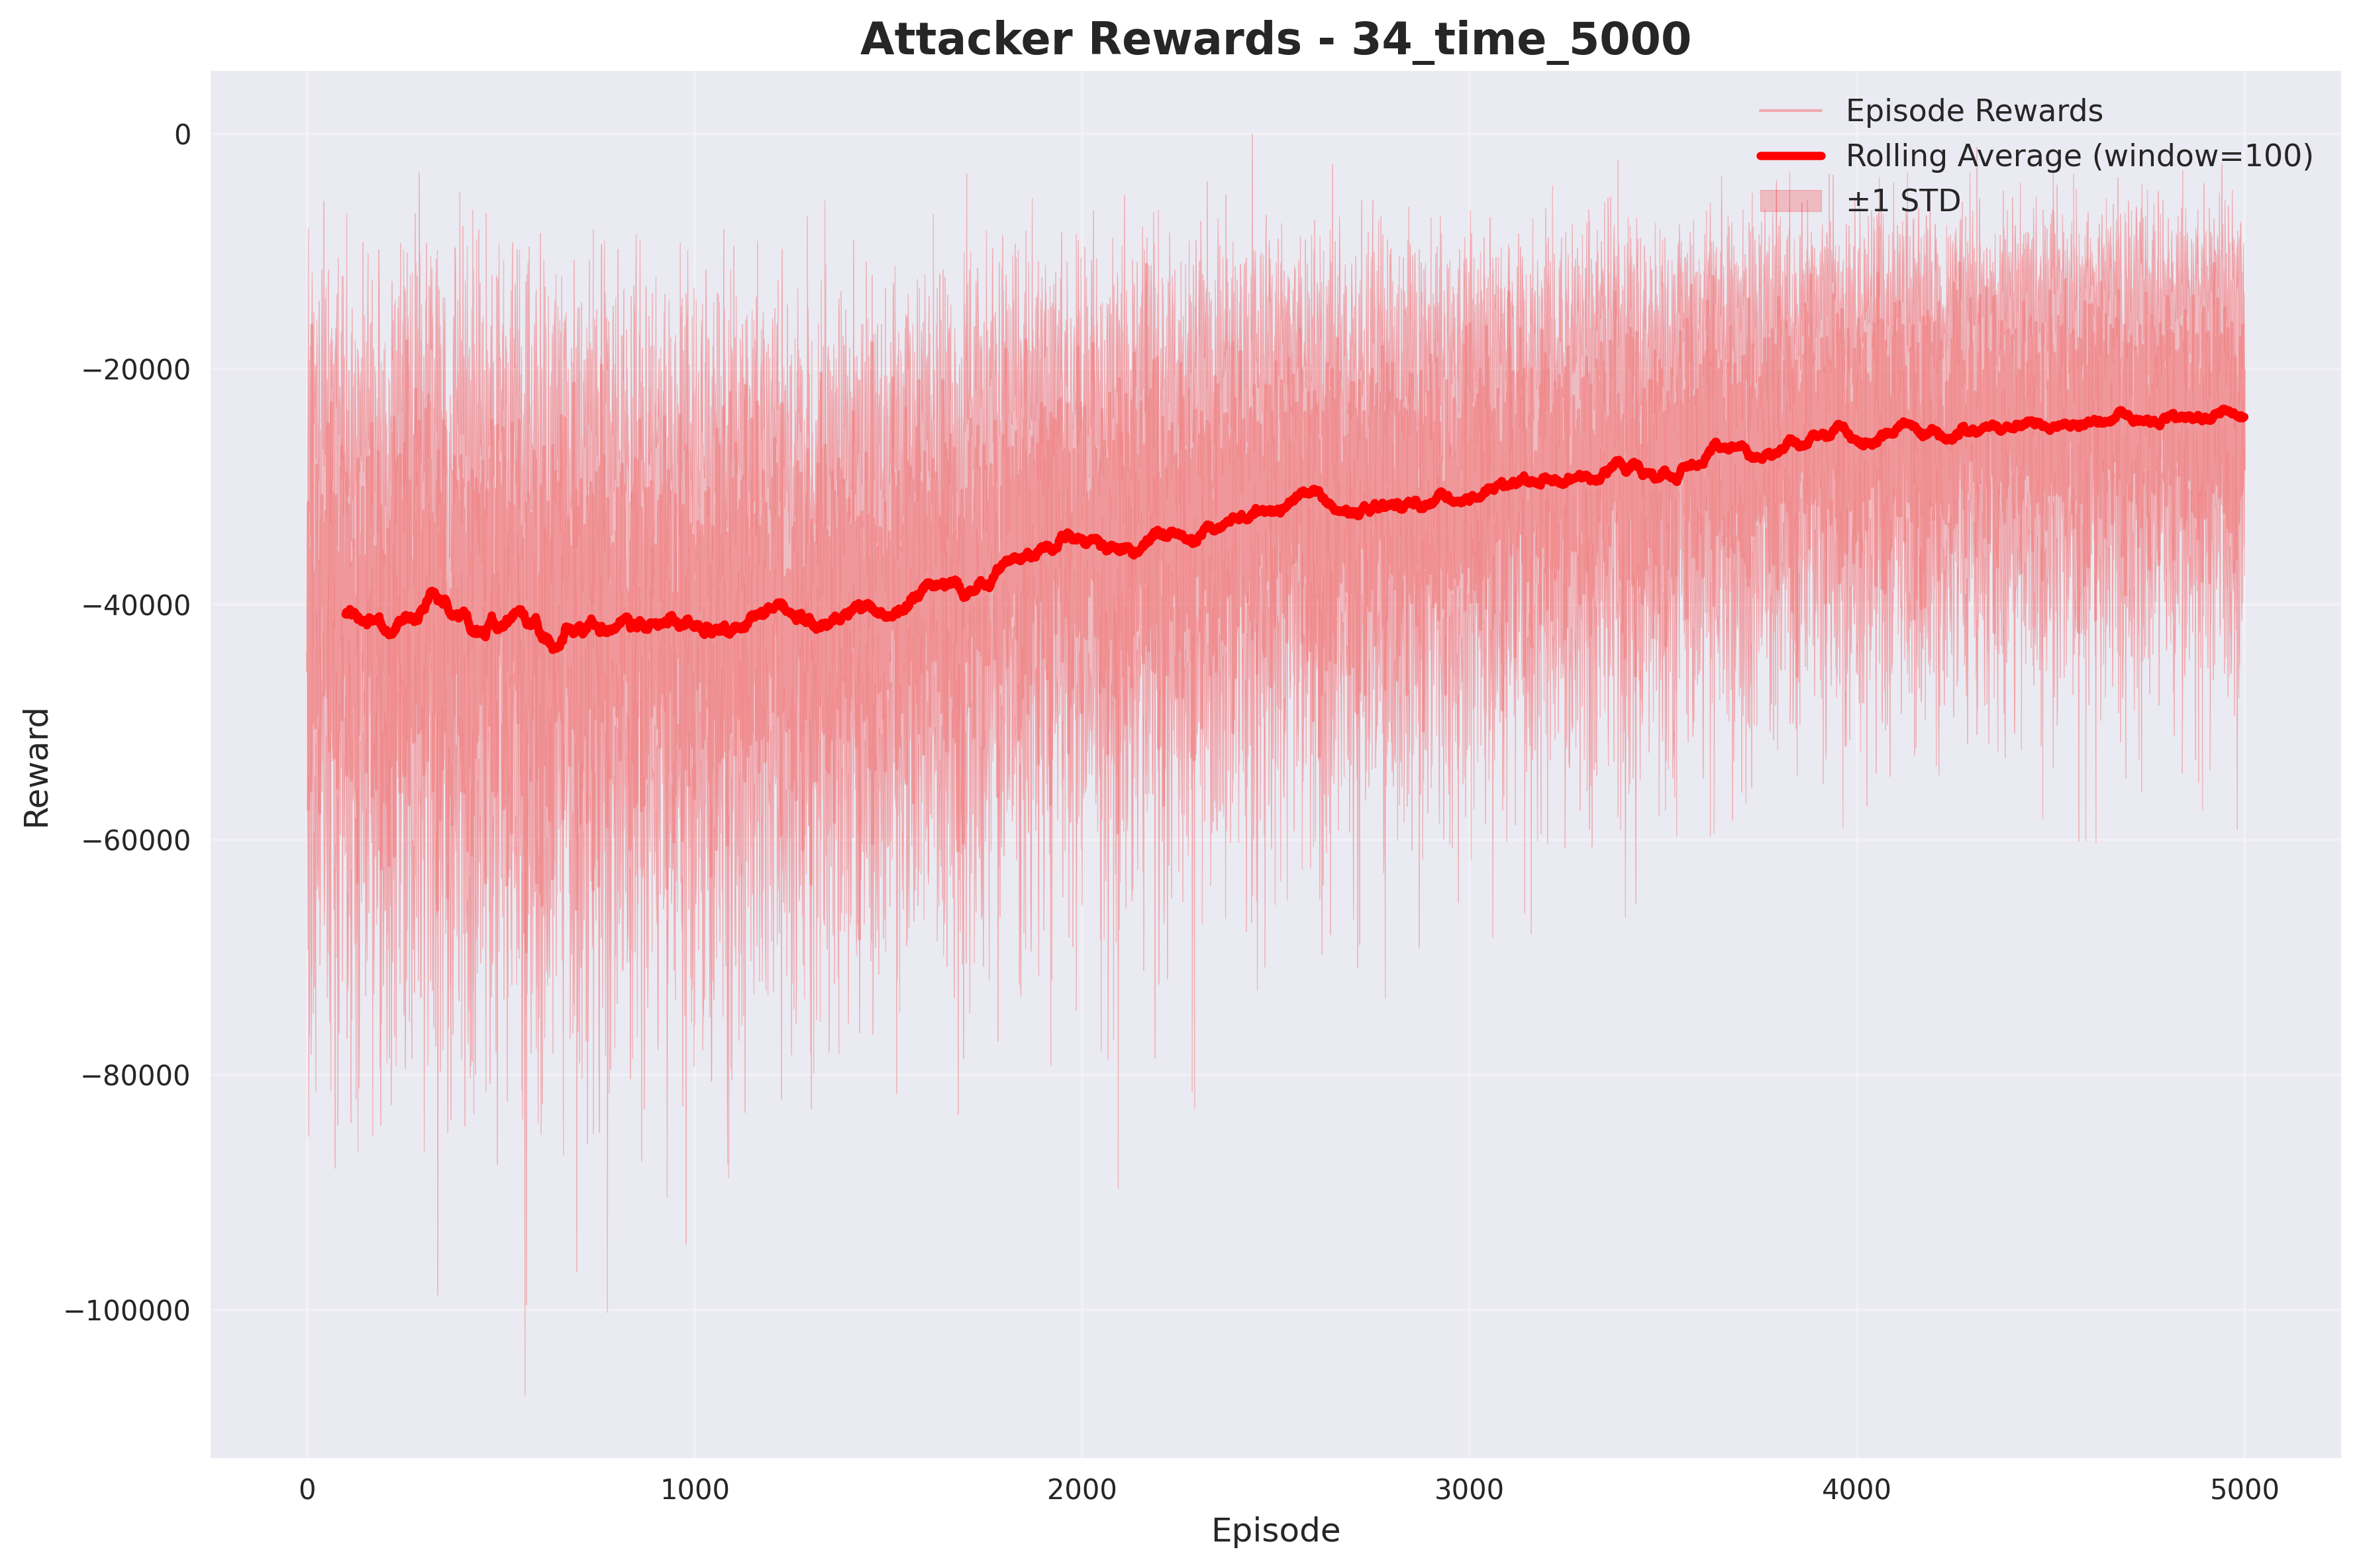 Attacker Rewards - 34_time_5000
Episode Rewards
Rolling Average (window=100)
±1 STD
0
−20000
−40000
−60000
−80000
−100000
Reward
0 1000 2000 3000 4000 5000
Episode